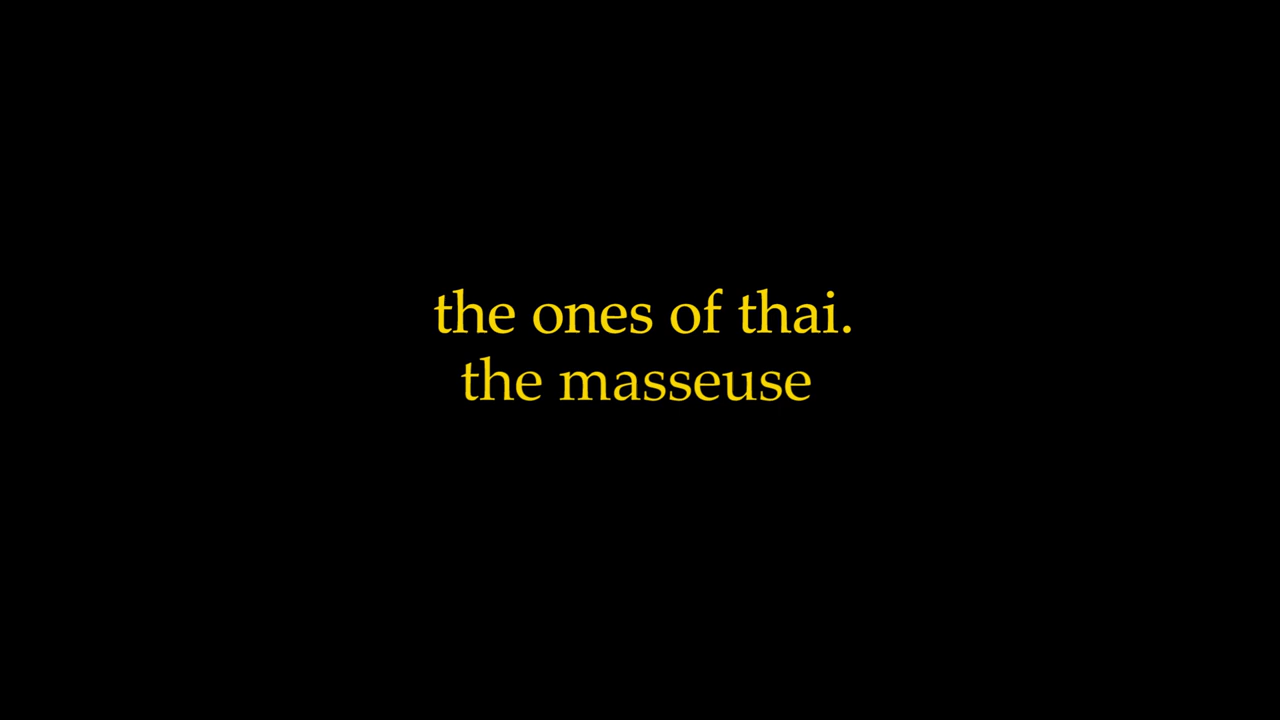 the ones of thai.
the masseuse